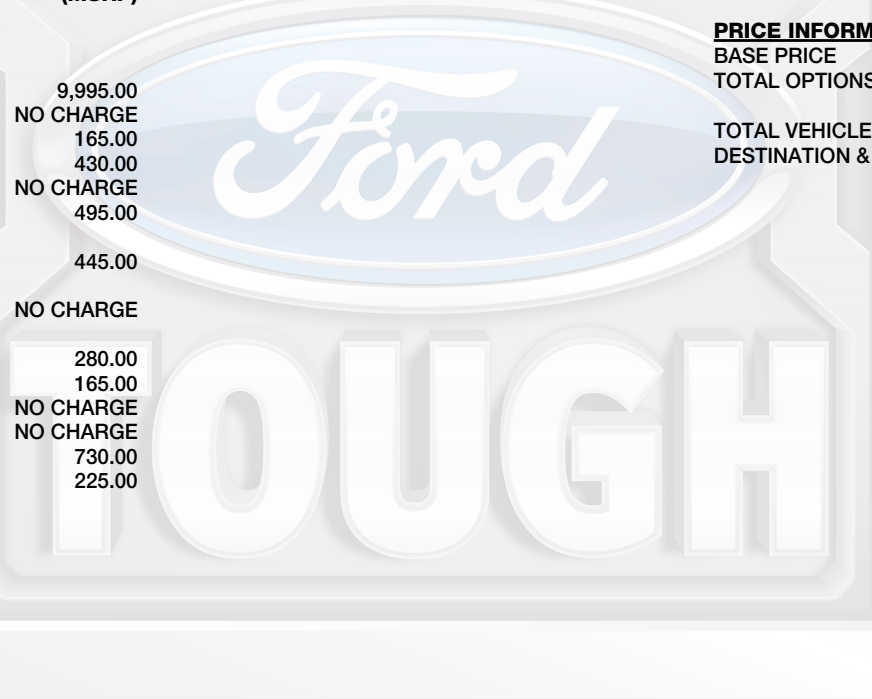 9,995.00
NO CHARGE
165.00
430.00
NO CHARGE
495.00
445.00
NO CHARGE
280.00
165.00
NO CHARGE
NO CHARGE
730.00
225.00
PRICE INFORM
BASE PRICE
TOTAL OPTIONS
TOTAL VEHICLE
DESTINATION &
Ford
TOUGH